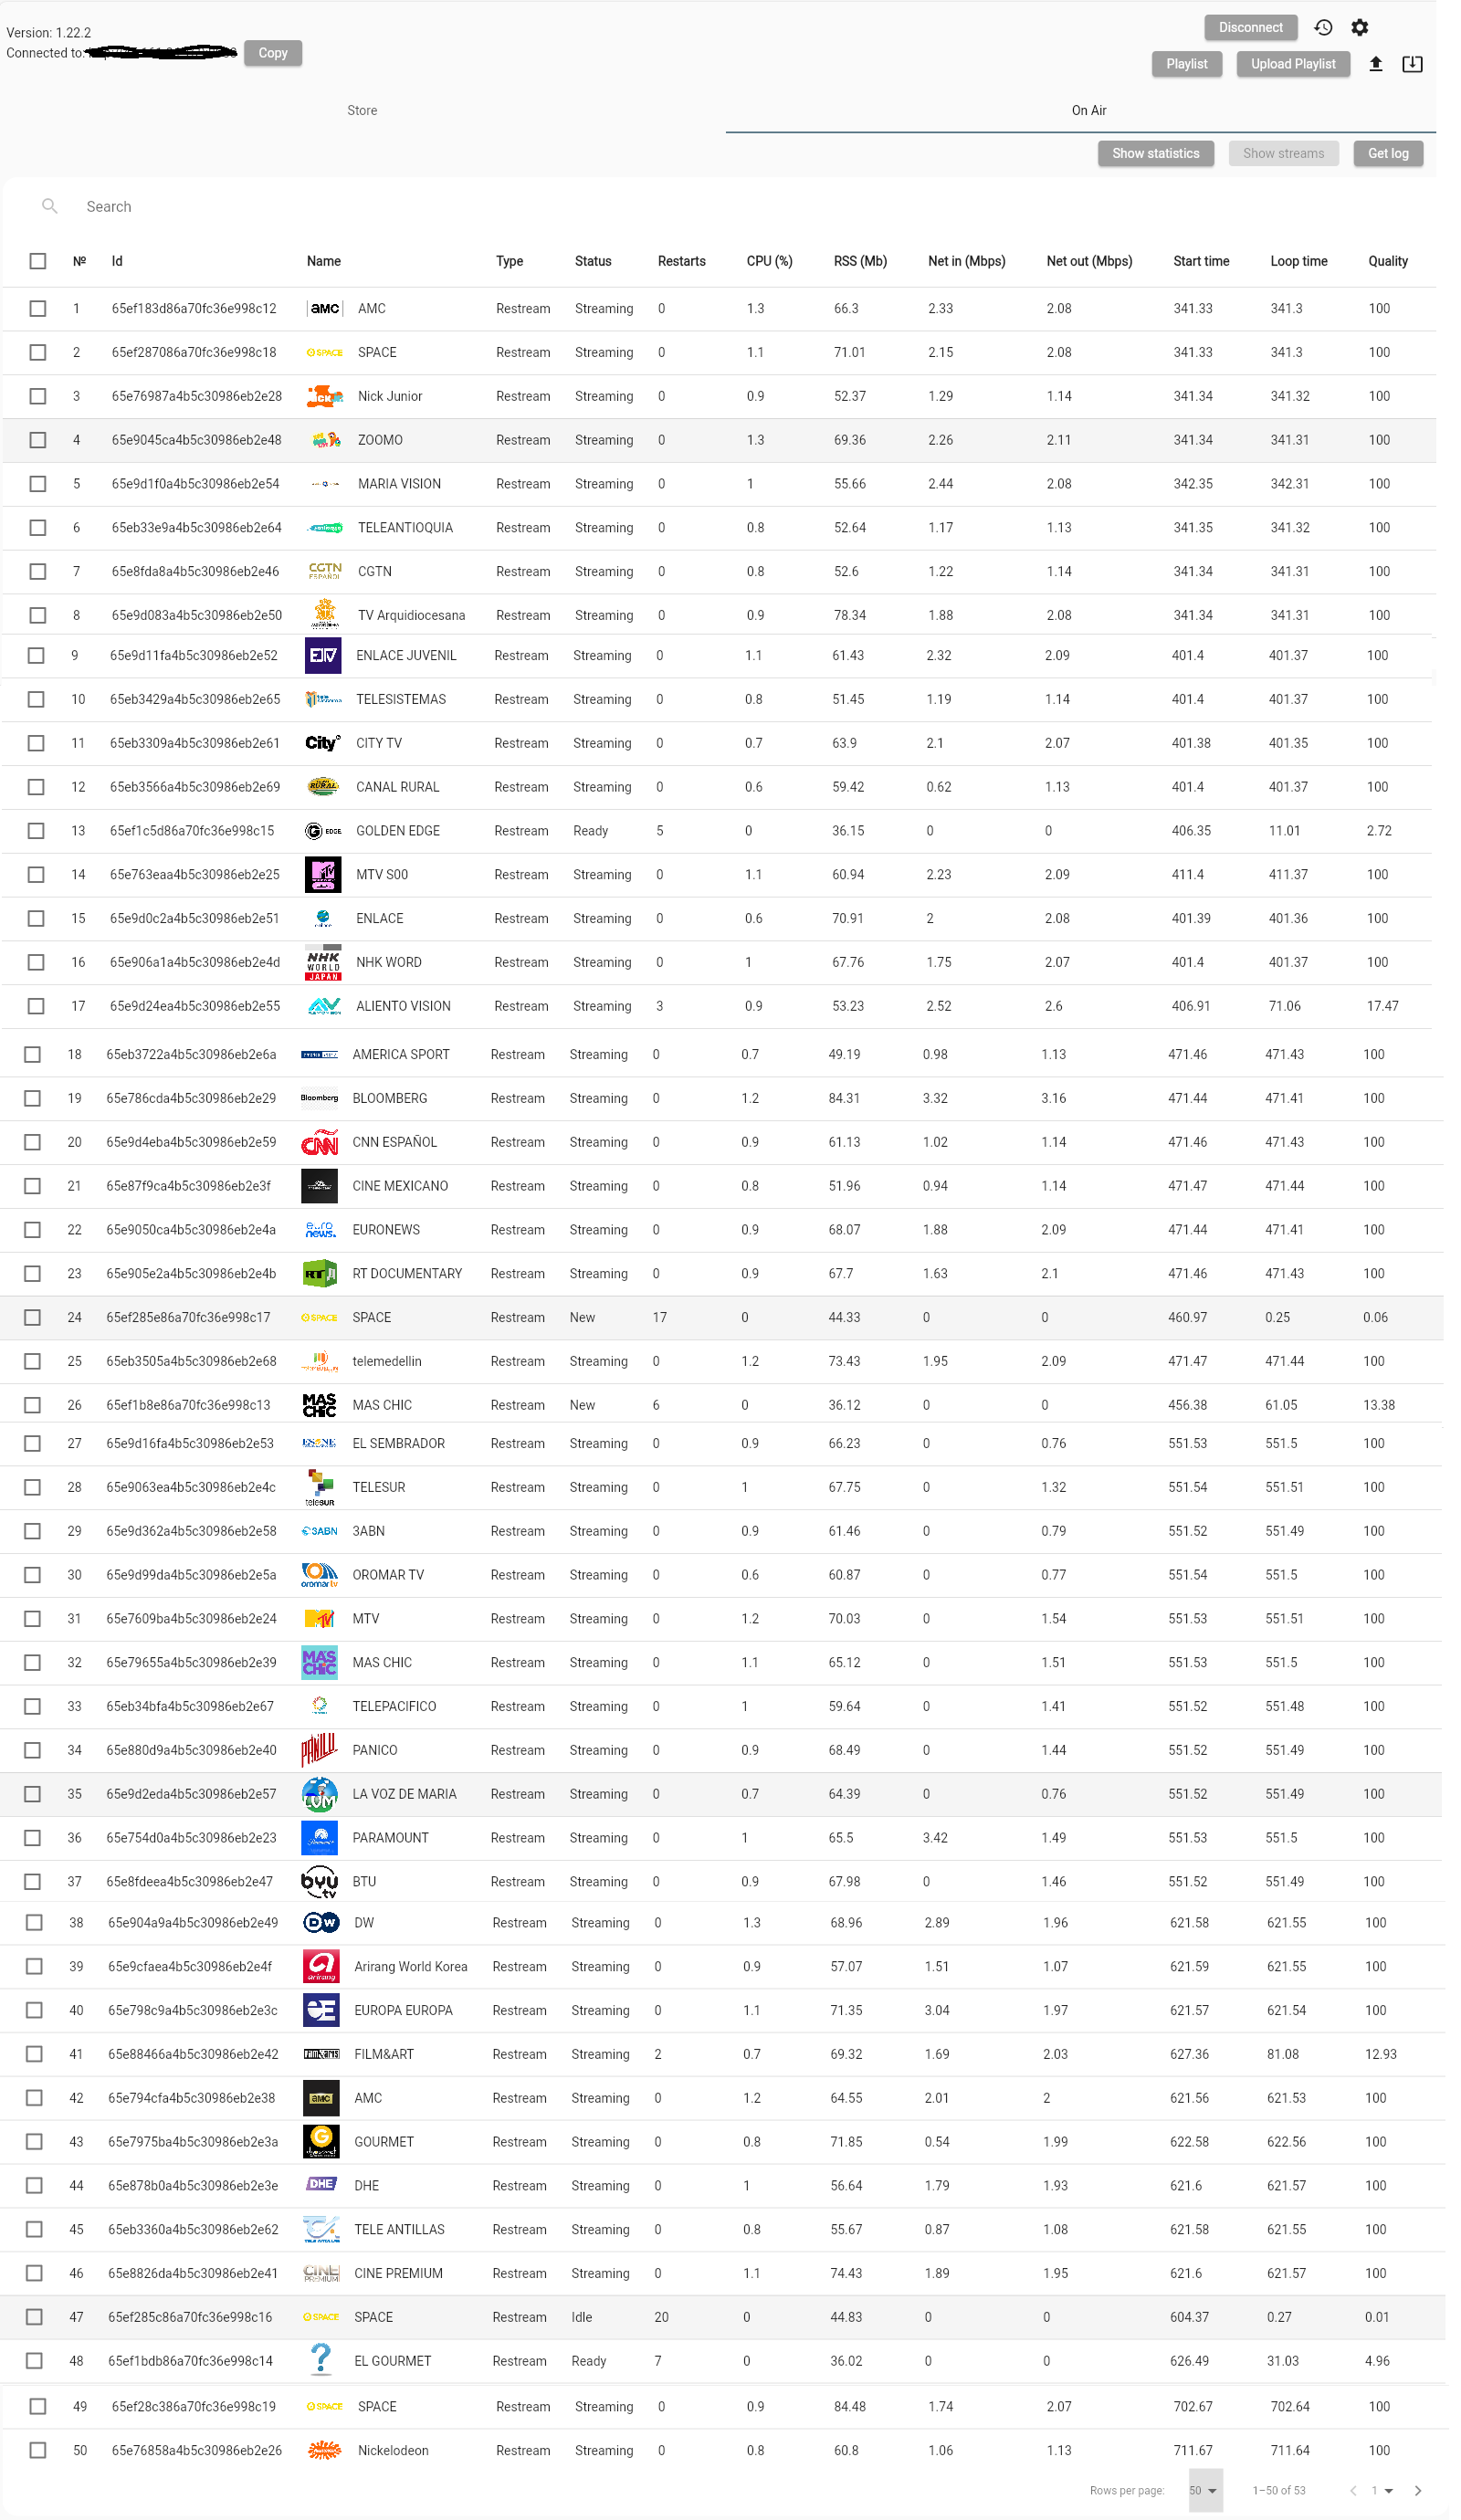 Version: 1.22.2
Disconnect
Connected to: Copy
Playlist Upload Playlist
Store On Air
Show statistics Show streams Get log
Search
№ Id Name Type Status Restarts CPU (%) RSS (Mb) Net in (Mbps) Net out (Mbps) Start time Loop time Quality
1 65ef183d86a70fc36e998c12 AMC AMC Restream Streaming 0 1.3 66.3 2.33 2.08 341.33 341.3 100
2 65ef287086a70fc36e998c18 SPACE SPACE Restream Streaming 0 1.1 71.01 2.15 2.08 341.33 341.3 100
3 65e76987a4b5c30986eb2e28 Nick Junior Restream Streaming 0 0.9 52.37 1.29 1.14 341.34 341.32 100
4 65e9045ca4b5c30986eb2e48 ZOOMO Restream Streaming 0 1.3 69.36 2.26 2.11 341.34 341.31 100
5 65e9d1f0a4b5c30986eb2e54 MARIA VISION Restream Streaming 0 1 55.66 2.44 2.08 342.35 342.31 100
6 65eb33e9a4b5c30986eb2e64 TELEANTIOQUIA Restream Streaming 0 0.8 52.64 1.17 1.13 341.35 341.32 100
7 65e8fda8a4b5c30986eb2e46 CGTN ESPAÑOL CGTN Restream Streaming 0 0.8 52.6 1.22 1.14 341.34 341.31 100
8 65e9d083a4b5c30986eb2e50 TV Arquidiocesana Restream Streaming 0 0.9 78.34 1.88 2.08 341.34 341.31 100
9 65e9d11fa4b5c30986eb2e52 EJTV ENLACE JUVENIL Restream Streaming 0 1.1 61.43 2.32 2.09 401.4 401.37 100
10 65eb3429a4b5c30986eb2e65 TELESISTEMAS Restream Streaming 0 0.8 51.45 1.19 1.14 401.4 401.37 100
11 65eb3309a4b5c30986eb2e61 City CITY TV Restream Streaming 0 0.7 63.9 2.1 2.07 401.38 401.35 100
12 65eb3566a4b5c30986eb2e69 RURAL CANAL RURAL Restream Streaming 0 0.6 59.42 0.62 1.13 401.4 401.37 100
13 65ef1c5d86a70fc36e998c15 G EDGE GOLDEN EDGE Restream Ready 5 0 36.15 0 0 406.35 11.01 2.72
14 65e763eaa4b5c30986eb2e25 MTV MTV S00 Restream Streaming 0 1.1 60.94 2.23 2.09 411.4 411.37 100
15 65e9d0c2a4b5c30986eb2e51 enlace ENLACE Restream Streaming 0 0.6 70.91 2 2.08 401.39 401.36 100
16 65e906a1a4b5c30986eb2e4d NHK WORLD JAPAN NHK WORD Restream Streaming 0 1 67.76 1.75 2.07 401.4 401.37 100
17 65e9d24ea4b5c30986eb2e55 ALIENTO VISION Restream Streaming 3 0.9 53.23 2.52 2.6 406.91 71.06 17.47
18 65eb3722a4b5c30986eb2e6a AMERICA SPORT Restream Streaming 0 0.7 49.19 0.98 1.13 471.46 471.43 100
19 65e786cda4b5c30986eb2e29 Bloomberg BLOOMBERG Restream Streaming 0 1.2 84.31 3.32 3.16 471.44 471.41 100
20 65e9d4eba4b5c30986eb2e59 CNN CNN ESPAÑOL Restream Streaming 0 0.9 61.13 1.02 1.14 471.46 471.43 100
21 65e87f9ca4b5c30986eb2e3f CINE MEXICANO Restream Streaming 0 0.8 51.96 0.94 1.14 471.47 471.44 100
22 65e9050ca4b5c30986eb2e4a euro news. EURONEWS Restream Streaming 0 0.9 68.07 1.88 2.09 471.44 471.41 100
23 65e905e2a4b5c30986eb2e4b RT RT DOCUMENTARY Restream Streaming 0 0.9 67.7 1.63 2.1 471.46 471.43 100
24 65ef285e86a70fc36e998c17 SPACE SPACE Restream New 17 0 44.33 0 0 460.97 0.25 0.06
25 65eb3505a4b5c30986eb2e68 telemedellin Restream Streaming 0 1.2 73.43 1.95 2.09 471.47 471.44 100
26 65ef1b8e86a70fc36e998c13 MAS CHIC MAS CHIC Restream New 6 0 36.12 0 0 456.38 61.05 13.38
27 65e9d16fa4b5c30986eb2e53 ESNE EL SEMBRADOR Restream Streaming 0 0.9 66.23 0 0.76 551.53 551.5 100
28 65e9063ea4b5c30986eb2e4c teleSUR TELESUR Restream Streaming 0 1 67.75 0 1.32 551.54 551.51 100
29 65e9d362a4b5c30986eb2e58 3ABN 3ABN Restream Streaming 0 0.9 61.46 0 0.79 551.52 551.49 100
30 65e9d99da4b5c30986eb2e5a oromar tv OROMAR TV Restream Streaming 0 0.6 60.87 0 0.77 551.54 551.5 100
31 65e7609ba4b5c30986eb2e24 MTV MTV Restream Streaming 0 1.2 70.03 0 1.54 551.53 551.51 100
32 65e79655a4b5c30986eb2e39 MAS CHIC MAS CHIC Restream Streaming 0 1.1 65.12 0 1.51 551.53 551.5 100
33 65eb34bfa4b5c30986eb2e67 TELEPACIFICO Restream Streaming 0 1 59.64 0 1.41 551.52 551.48 100
34 65e880d9a4b5c30986eb2e40 PANICO Restream Streaming 0 0.9 68.49 0 1.44 551.52 551.49 100
35 65e9d2eda4b5c30986eb2e57 LVM LA VOZ DE MARIA Restream Streaming 0 0.7 64.39 0 0.76 551.52 551.49 100
36 65e754d0a4b5c30986eb2e23 PARAMOUNT Restream Streaming 0 1 65.5 3.42 1.49 551.53 551.5 100
37 65e8fdeea4b5c30986eb2e47 byu tv BTU Restream Streaming 0 0.9 67.98 0 1.46 551.52 551.49 100
38 65e904a9a4b5c30986eb2e49 DW DW Restream Streaming 0 1.3 68.96 2.89 1.96 621.58 621.55 100
39 65e9cfaea4b5c30986eb2e4f arirang Arirang World Korea Restream Streaming 0 0.9 57.07 1.51 1.07 621.59 621.55 100
40 65e798c9a4b5c30986eb2e3c EUROPA EUROPA Restream Streaming 0 1.1 71.35 3.04 1.97 621.57 621.54 100
41 65e88466a4b5c30986eb2e42 FILM&ART Restream Streaming 2 0.7 69.32 1.69 2.03 627.36 81.08 12.93
42 65e794cfa4b5c30986eb2e38 AMC AMC Restream Streaming 0 1.2 64.55 2.01 2 621.56 621.53 100
43 65e7975ba4b5c30986eb2e3a G GOURMET Restream Streaming 0 0.8 71.85 0.54 1.99 622.58 622.56 100
44 65e878b0a4b5c30986eb2e3e DHE DHE Restream Streaming 0 1 56.64 1.79 1.93 621.6 621.57 100
45 65eb3360a4b5c30986eb2e62 TELE ANTILLAS Restream Streaming 0 0.8 55.67 0.87 1.08 621.58 621.55 100
46 65e8826da4b5c30986eb2e41 CINE PREMIUM CINE PREMIUM Restream Streaming 0 1.1 74.43 1.89 1.95 621.6 621.57 100
47 65ef285c86a70fc36e998c16 SPACE SPACE Restream Idle 20 0 44.83 0 0 604.37 0.27 0.01
48 65ef1bdb86a70fc36e998c14 ? EL GOURMET Restream Ready 7 0 36.02 0 0 626.49 31.03 4.96
49 65ef28c386a70fc36e998c19 SPACE SPACE Restream Streaming 0 0.9 84.48 1.74 2.07 702.67 702.64 100
50 65e76858a4b5c30986eb2e26 Nickelodeon Restream Streaming 0 0.8 60.8 1.06 1.13 711.67 711.64 100
Rows per page: 50 1–50 of 53 1